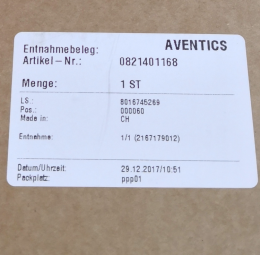 Entnahmebeleg: AVENTICS
Artikel-Nr.: 0821401168
Menge: 1 ST
LS.: 8016745269
Pos.: 000060
Made in: CH
Entnahme: 1/1 (2167179012)
Datum/Uhrzeit: 29.12.2017/10:51
Packplatz: ppp01